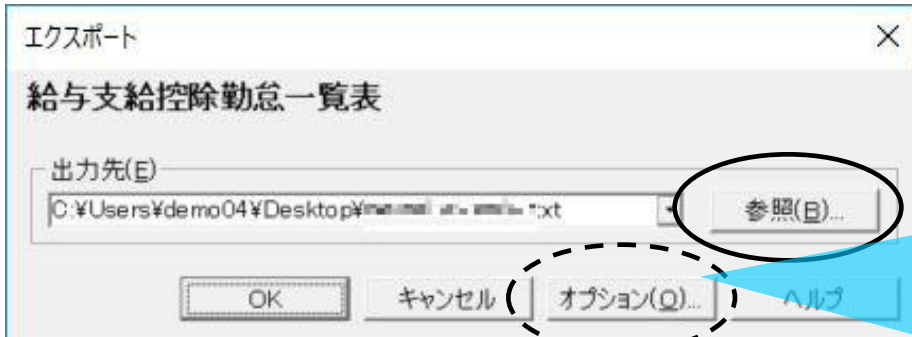 エクスポート
給与支給控除勤怠一覧表
出力先(E)
C:¥Users¥demo04¥Desktop¥ txt
参照(B)...
OK
キャンセル
オプション(O)...
ヘルプ